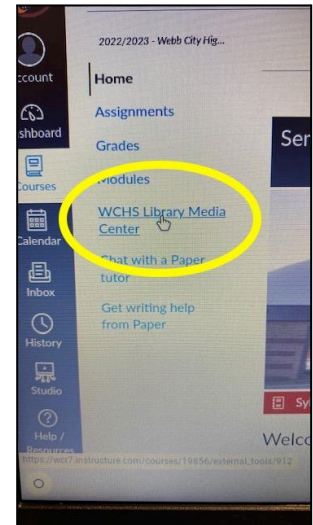 2022/2023 - Webb City Hig...
Home
Assignments
Grades
Modules
WCHS Library Media
Center
Chat with a Paper
tutor
Get writing help
from Paper
ccount
shboard
Courses
Calendar
Inbox
History
Studio
Help /
Resources
Ser
Sy
Welco
https://wcr7.instructure.com/courses/19856/external_tools/912